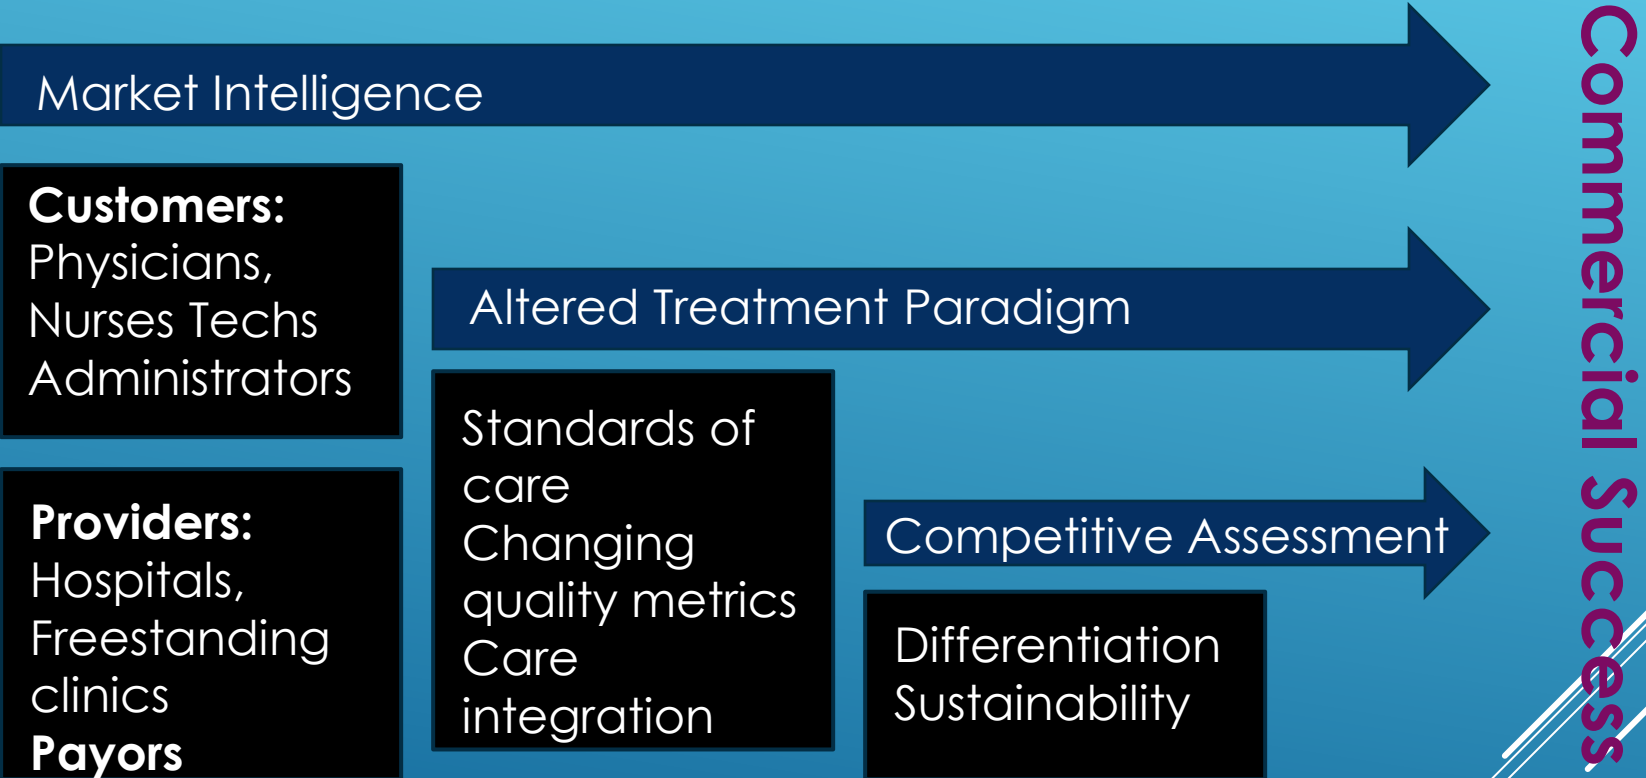 Market Intelligence
Customers:
Physicians,
Nurses Techs
Administrators
Providers:
Hospitals,
Freestanding
clinics
Payors
Altered Treatment Paradigm
Standards of
care
Changing
quality metrics
Care
integration
Competitive Assessment
Differentiation
Sustainability
Commercial Success